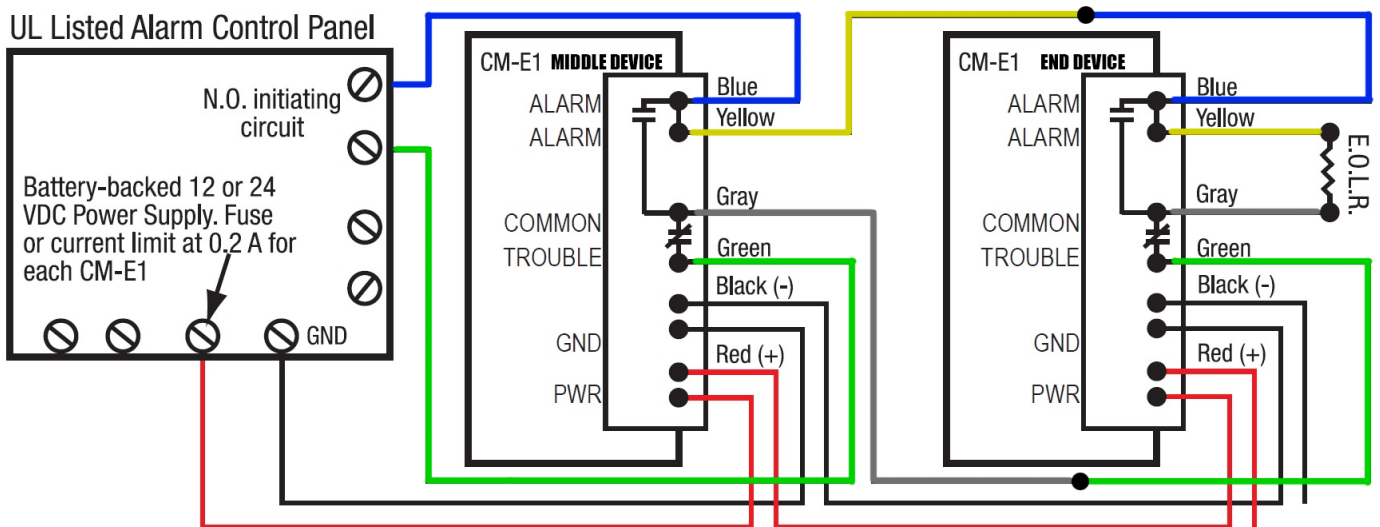 UL Listed Alarm Control Panel
N.O. initiating
circuit
Battery-backed 12 or 24
VDC Power Supply. Fuse
or current limit at 0.2 A for
each CM-E1
GND
CM-E1 MIDDLE DEVICE
ALARM
ALARM
COMMON
TROUBLE
GND
PWR
Blue
Yellow
Gray
Green
Black (-)
Red (+)
CM-E1 END DEVICE
ALARM
ALARM
COMMON
TROUBLE
GND
PWR
Blue
Yellow
Gray
Green
Black (-)
Red (+)
E.O.L.R.